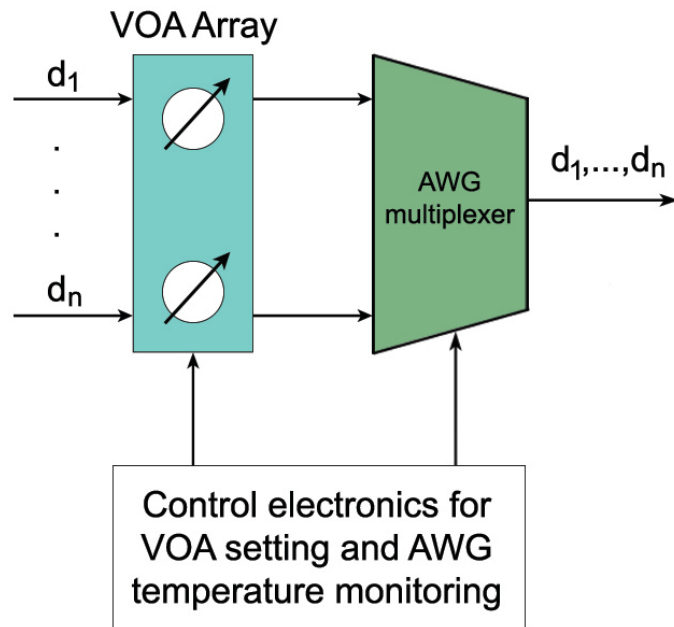 VOA Array
d1
dn
AWG
multiplexer
d1,...,dn
Control electronics for
VOA setting and AWG
temperature monitoring